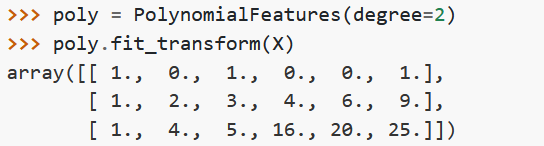 >>> poly = PolynomialFeatures(degree=2)
>>> poly.fit_transform(X)
array([[ 1.,  0.,  1.,  0.,  0.,  1.],
       [ 1.,  2.,  3.,  4.,  6.,  9.],
       [ 1.,  4.,  5., 16., 20., 25.]])